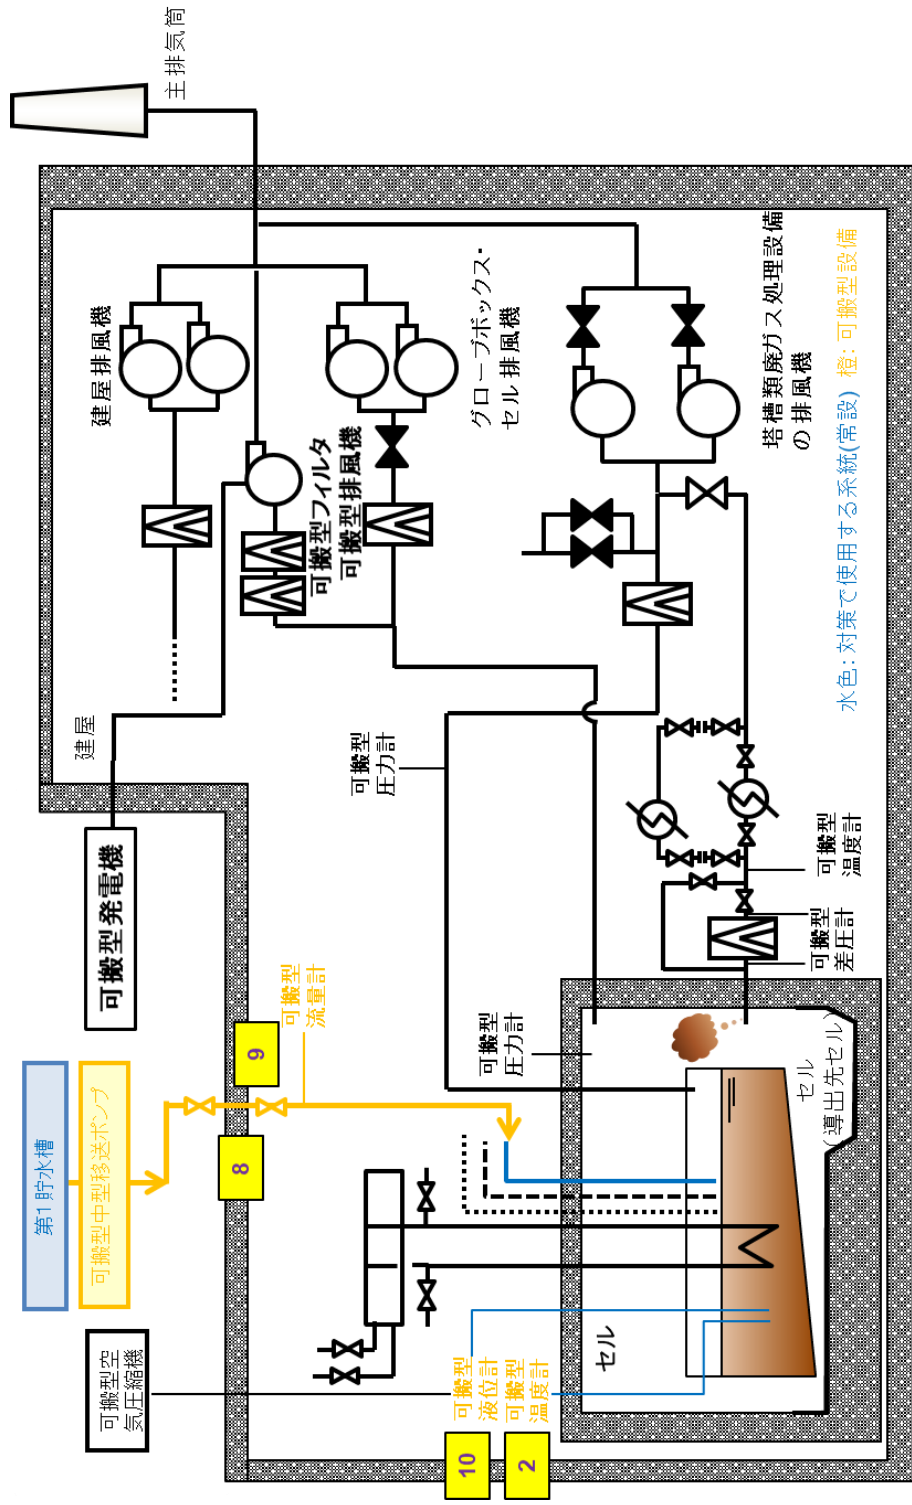 主排気筒
建屋排風機
可搬型フィルタ
可搬型排風機
グローブボックス・
セル排風機
塔槽類廃ガス処理設備
の排風機
水色:対策で使用する系統(常設) 橙:可搬型設備
建屋
可搬型発電機
可搬型
圧力計
可搬型
温度計
可搬型
差圧計
可搬型
流量計
可搬型
圧力計
第1貯水槽
可搬型中型移送ポンプ
9
8
可搬型空
気圧縮機
可搬型
液位計
可搬型
温度計
10
2
セル
セル
(導出先セル)